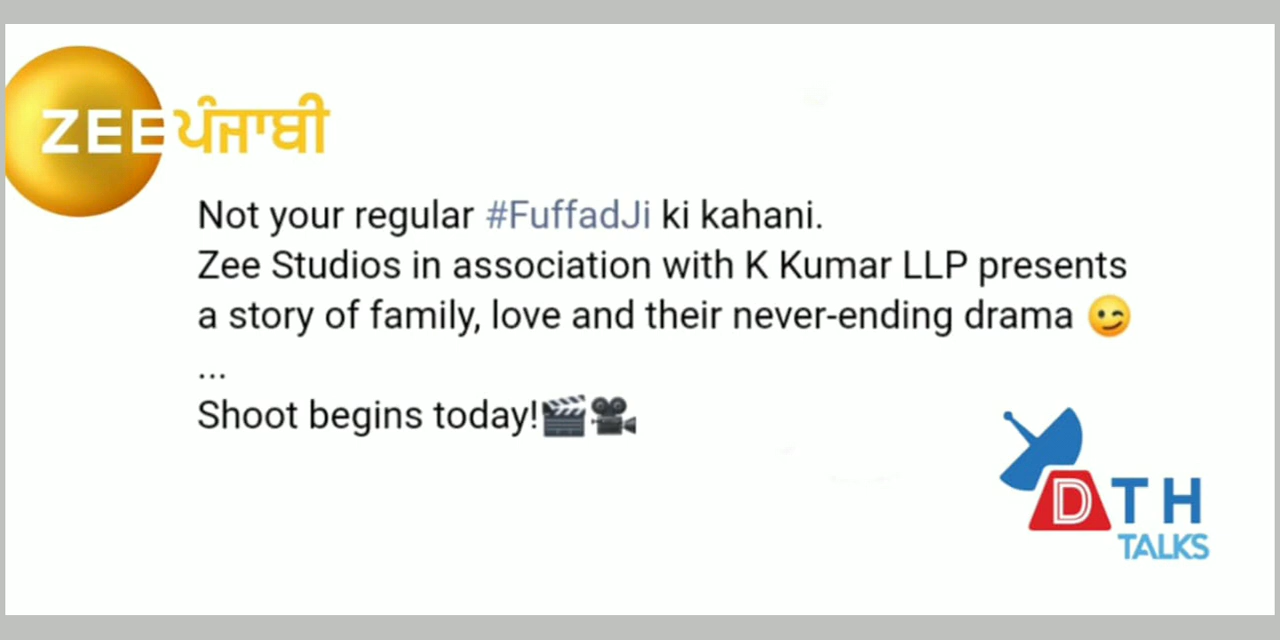 ZEE ਪੰਜਾਬੀ
Not your regular #FuffadJi ki kahani.
Zee Studios in association with K Kumar LLP presents
a story of family, love and their never-ending drama 😉
...
Shoot begins today!🎬🎥
DTH
TALKS